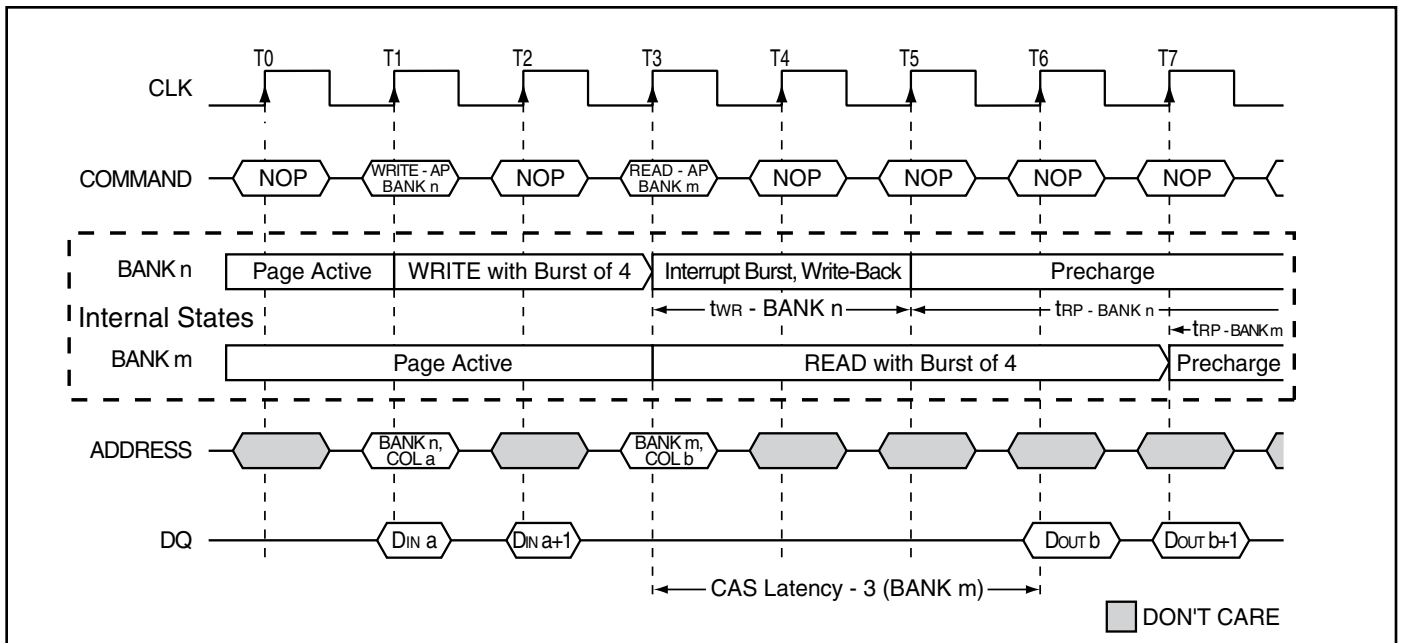 T0 T1 T2 T3 T4 T5 T6 T7
CLK
COMMAND NOP WRITE - AP BANK n NOP READ - AP BANK m NOP NOP NOP NOP
BANK n Page Active WRITE with Burst of 4 Interrupt Burst, Write-Back Precharge
tWR - BANK n tRP - BANK n
Internal States
tRP - BANK m
BANK m Page Active READ with Burst of 4 Precharge
ADDRESS BANK n, COL a BANK m, COL b
DQ DIN a DIN a+1 DOUT b DOUT b+1
CAS Latency - 3 (BANK m)
DON'T CARE